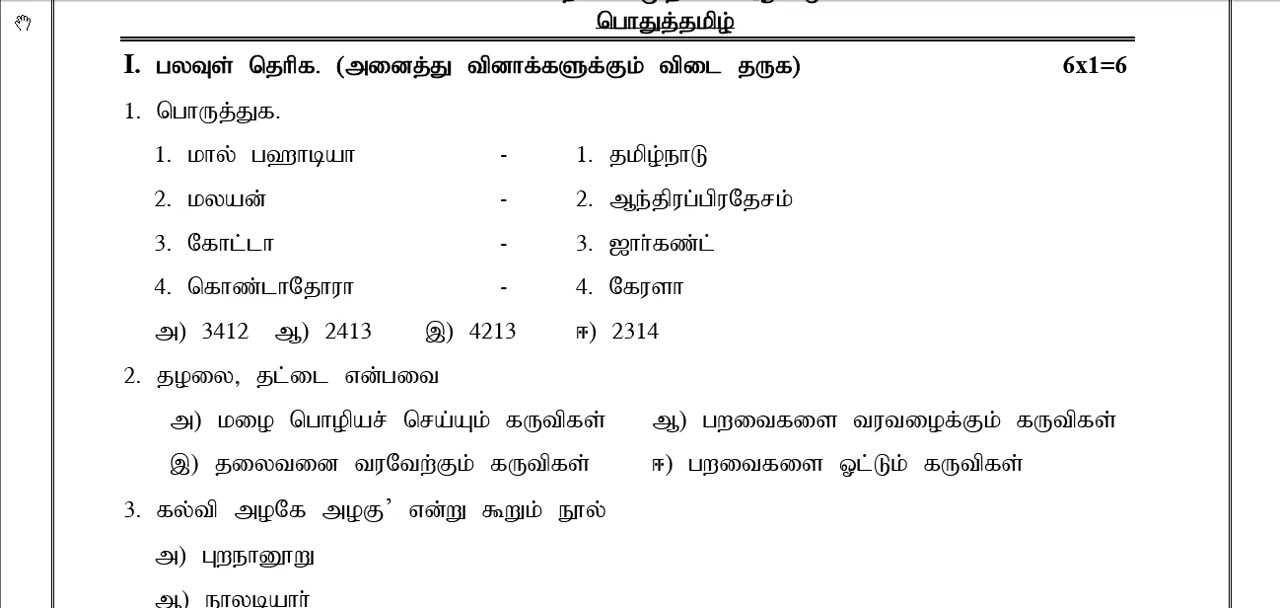 பொதுத்தமிழ்
I. பலவுள் தெரிக. (அனைத்து வினாக்களுக்கும் விடை தருக) 6x1=6
1. பொருத்துக.
1. மால் பஹாடியா - 1. தமிழ்நாடு
2. மலயன் - 2. ஆந்திரப்பிரதேசம்
3. கோட்டா - 3. ஜார்கண்ட்
4. கொண்டாதோரா - 4. கேரளா
அ) 3412 ஆ) 2413 இ) 4213 ஈ) 2314
2. தழலை, தட்டை என்பவை
அ) மழை பொழியச் செய்யும் கருவிகள் ஆ) பறவைகளை வரவழைக்கும் கருவிகள்
இ) தலைவனை வரவேற்கும் கருவிகள் ஈ) பறவைகளை ஓட்டும் கருவிகள்
3. கல்வி அழகே அழகு’ என்று கூறும் நூல்
அ) புறநானூறு
ஆ) நாலடியார்